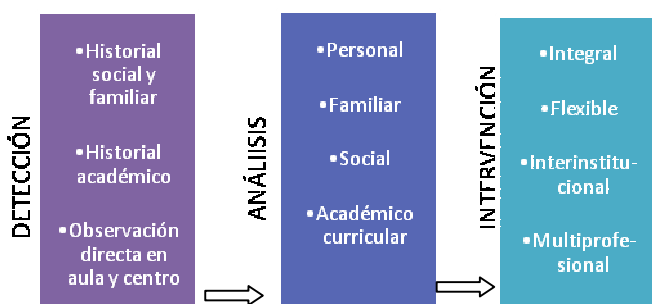 DETECCIÓN
•Historial
social y
familiar
•Historial
académico
•Observación
directa en
aula y centro
ANÁLIISIS
•Personal
•Familiar
•Social
•Académico
curricular
INTERVENCIÓN
•Integral
•Flexible
•Interinstitu-
cional
•Multiprofe-
sional